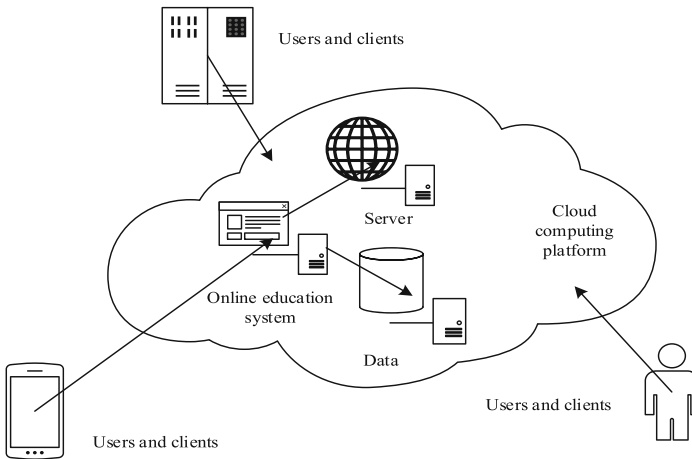 Users and clients
Server
Cloud
computing
platform
Online education
system
Data
Users and clients
Users and clients